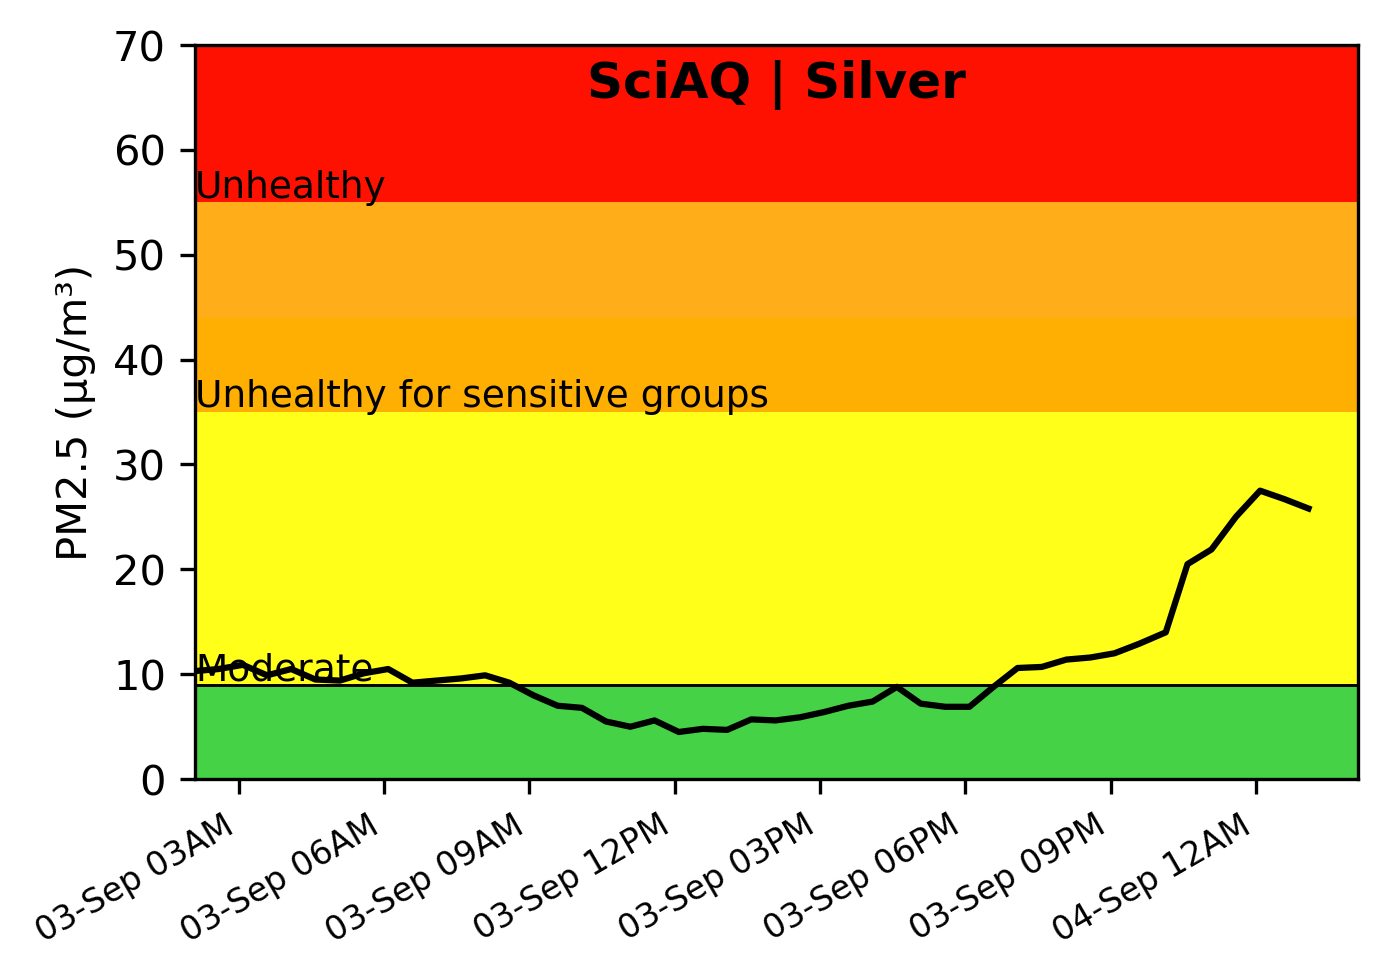 SciAQ | Silver
PM2.5 (µg/m³)
70
60
50
40
30
20
10
0
Unhealthy
Unhealthy for sensitive groups
Moderate
03-Sep 03AM
03-Sep 06AM
03-Sep 09AM
03-Sep 12PM
03-Sep 03PM
03-Sep 06PM
03-Sep 09PM
04-Sep 12AM